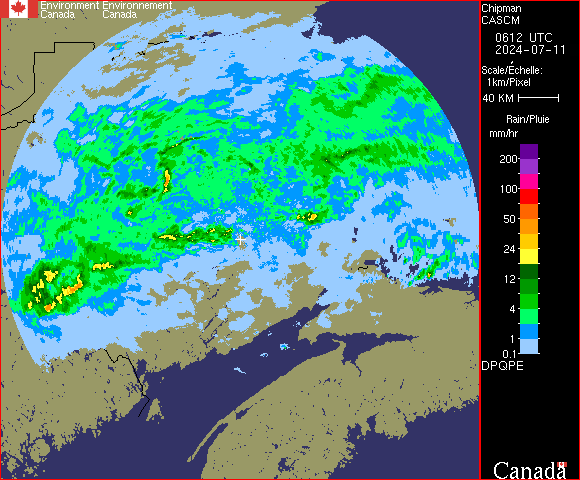 Environment Environnement
Canada Canada
Chipman
CASCM
0612 UTC
2024-07-11
Scale/Échelle:
1km/Pixel
40 KM
Rain/Pluie
mm/hr
200
100
50
24
12
4
1
0.1
DPQPE
Canada